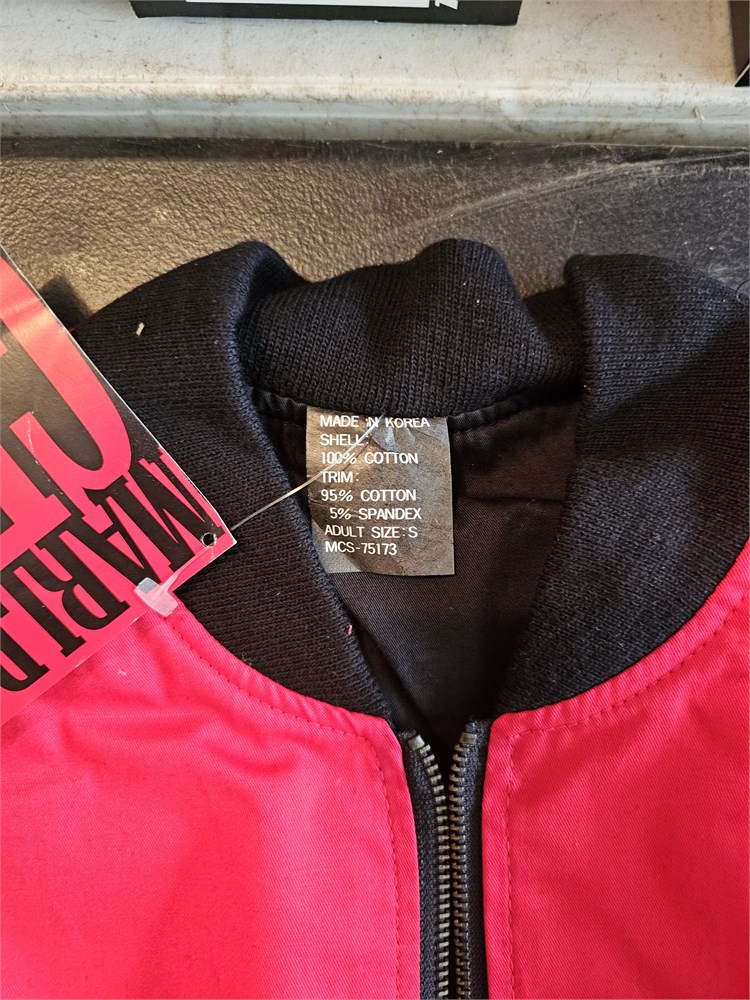 MADE IN KOREA
SHELL:
100% COTTON
TRIM:
95% COTTON
5% SPANDEX
ADULT SIZE:S
MCS-75173